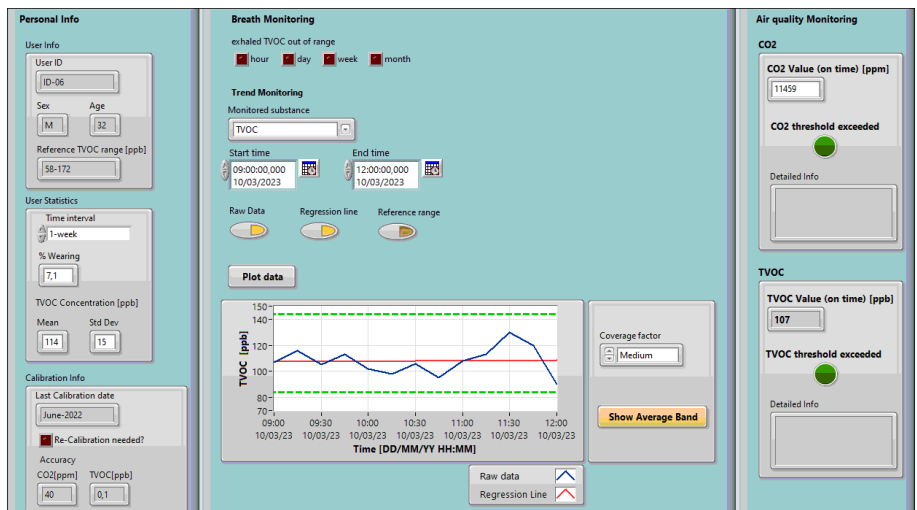 Personal Info
User Info
User ID
ID-06
Sex Age
M 32
Reference TVOC range [ppb]
58-172
User Statistics
Time interval
1-week
% Wearing
7,1
TVOC Concentration [ppb]
Mean Std Dev
114 15
Calibration Info
Last Calibration date
June-2022
Re-Calibration needed?
Accuracy
CO2[ppm] TVOC[ppb]
40 0,1
Breath Monitoring
exhaled TVOC out of range
hour day week month
Trend Monitoring
Monitored substance
TVOC
Start time End time
09:00:00,000 12:00:00,000
10/03/2023 10/03/2023
Raw Data Regression line Reference range
Plot data
TVOC [ppb]
150
140
120
100
80
70
09:00 09:30 10:00 10:30 11:00 11:30 12:00
10/03/23 10/03/23 10/03/23 10/03/23 10/03/23 10/03/23 10/03/23
Time [DD/MM/YY HH:MM]
Raw data
Regression Line
Coverage factor
Medium
Show Average Band
Air quality Monitoring
CO2
CO2 Value (on time) [ppm]
11459
CO2 threshold exceeded
Detailed Info
TVOC
TVOC Value (on time) [ppb]
107
TVOC threshold exceeded
Detailed Info